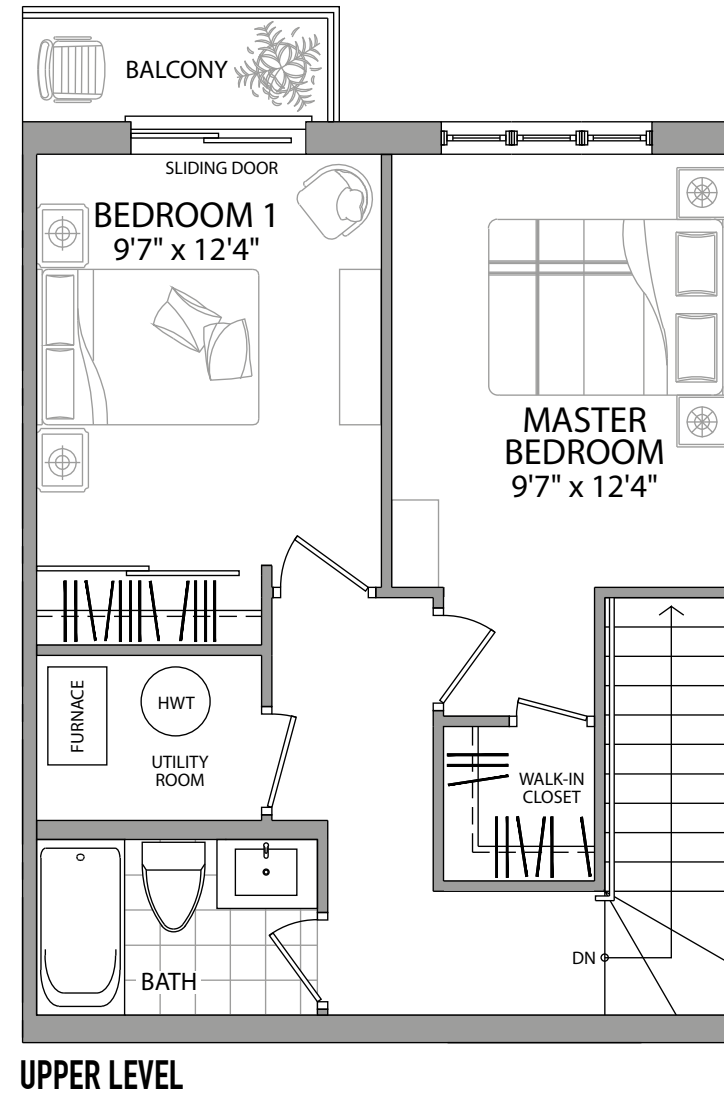 BALCONY
SLIDING DOOR
BEDROOM 1
9'7" x 12'4"
MASTER
BEDROOM
9'7" x 12'4"
FURNACE
HWT
UTILITY
ROOM
WALK-IN
CLOSET
BATH
DN
UPPER LEVEL